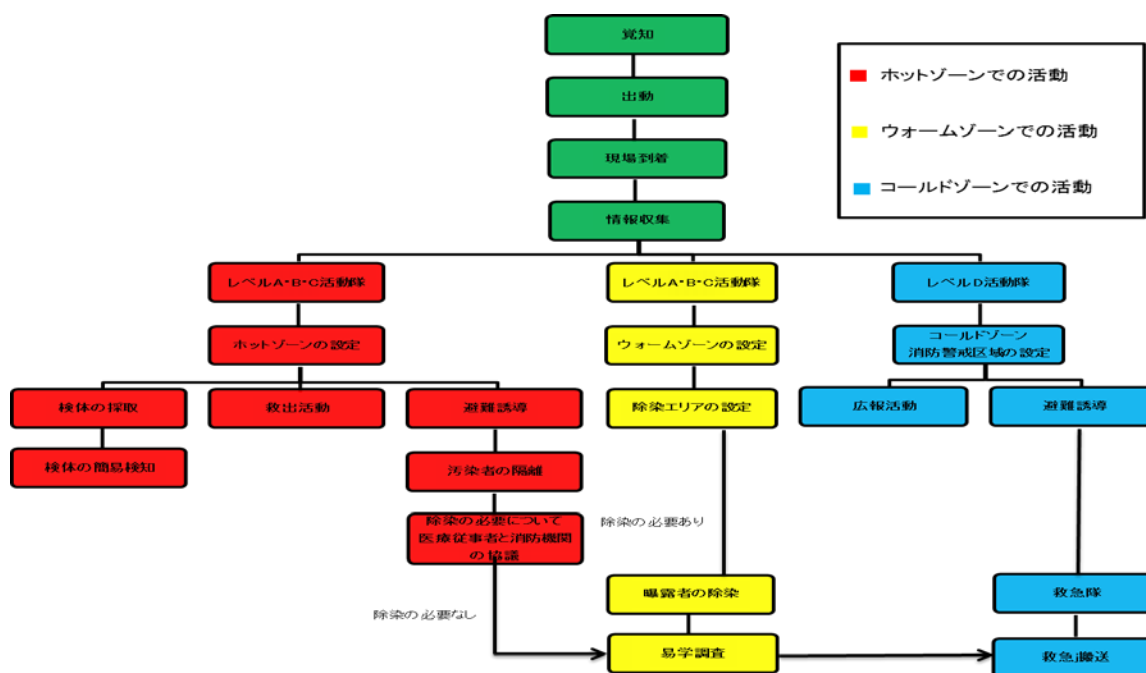 覚知
出動
現場到着
情報収集
ホットゾーンでの活動
ウォームゾーンでの活動
コールドゾーンでの活動
レベルA・B・C活動隊
レベルA・B・C活動隊
レベルD活動隊
ホットゾーンの設定
ウォームゾーンの設定
コールドゾーン
消防警戒区域の設定
検体の採取
救出活動
避難誘導
除染エリアの設定
広報活動
避難誘導
検体の簡易検知
汚染者の隔離
除染の必要について
医療従事者と消防機関
の協議
除染の必要あり
除染の必要なし
曝露者の除染
救急隊
易学調査
救急搬送